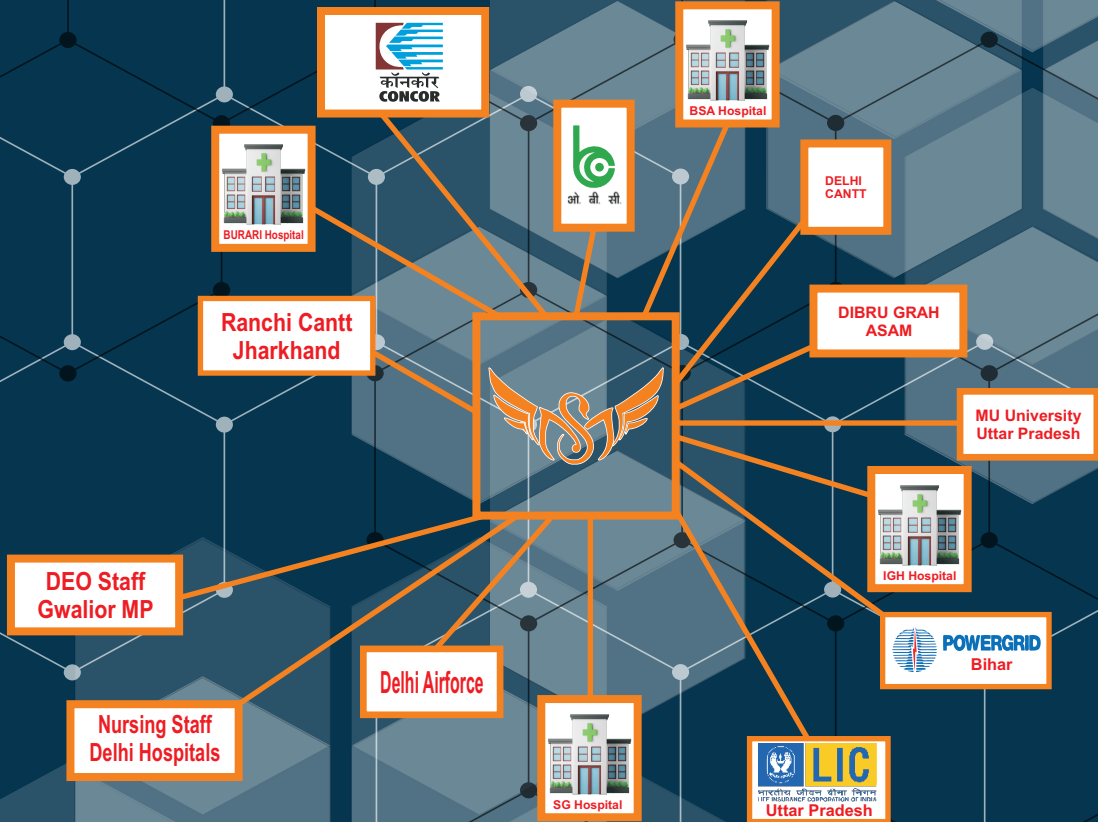 कॉनकॉर
CONCOR
BSA Hospital
ओ. बी. सी.
BURARI Hospital
DELHI
CANTT
Ranchi Cantt
Jharkhand
DIBRU GRAH
ASAM
MU University
Uttar Pradesh
IGH Hospital
DEO Staff
Gwalior MP
POWERGRID
Bihar
Delhi Airforce
Nursing Staff
Delhi Hospitals
SG Hospital
LIC
भारतीय जीवन बीमा निगम
LIFE INSURANCE CORPORATION OF INDIA
Uttar Pradesh